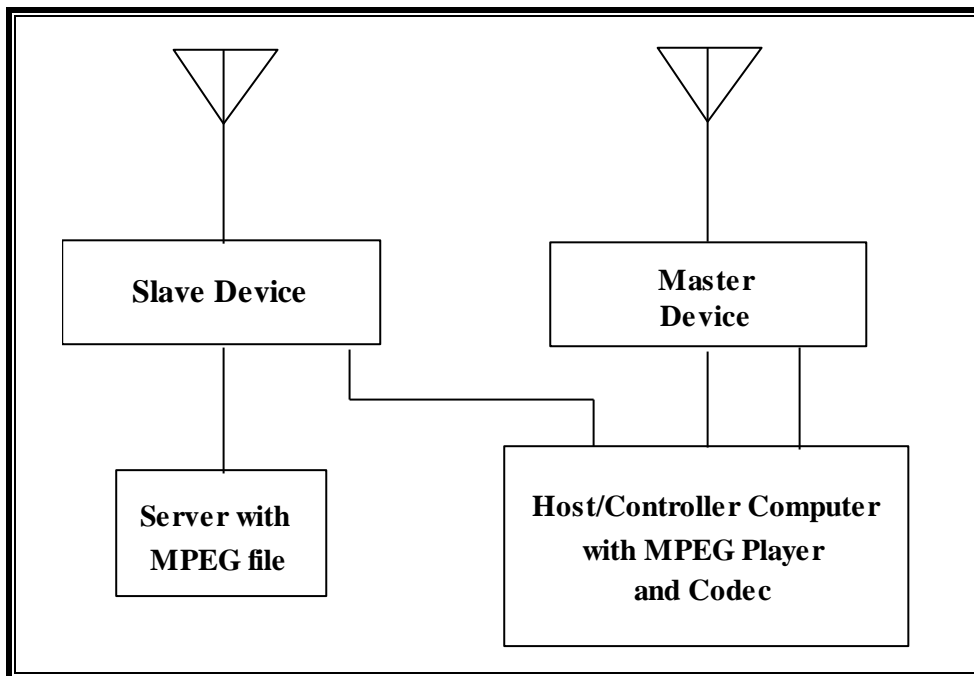 Slave Device
Master
Device
Server with
MPEG file
Host/Controller Computer
with MPEG Player
and Codec